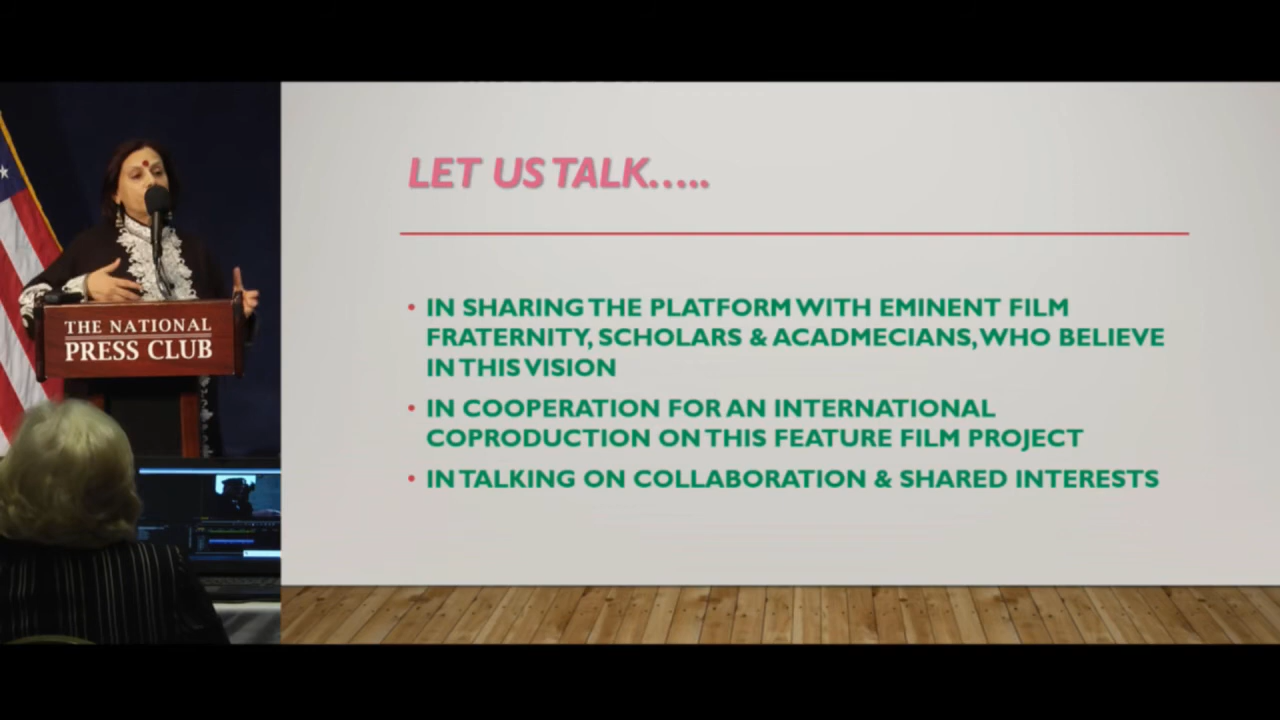 THE NATIONAL
PRESS CLUB
LET US TALK.....
• IN SHARING THE PLATFORM WITH EMINENT FILM
FRATERNITY, SCHOLARS & ACADMECIANS, WHO BELIEVE
IN THIS VISION
• IN COOPERATION FOR AN INTERNATIONAL
COPRODUCTION ON THIS FEATURE FILM PROJECT
• IN TALKING ON COLLABORATION & SHARED INTERESTS